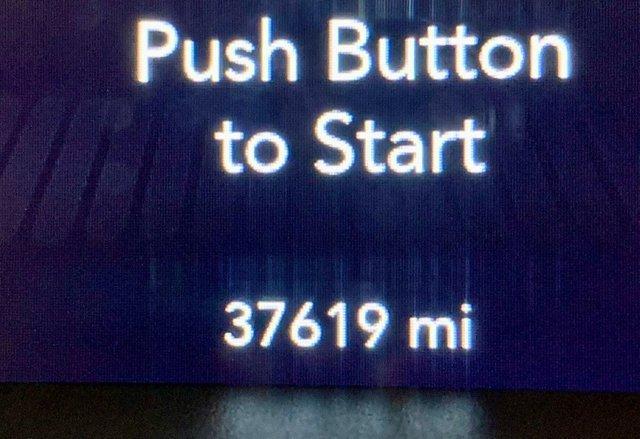 Push Button
to Start
37619 mi